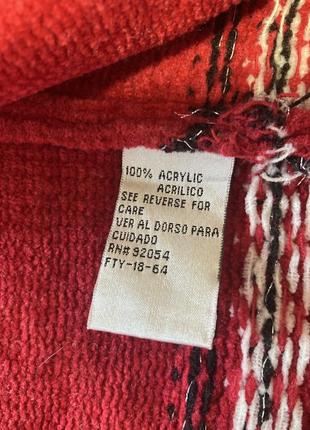 100% ACRYLIC
ACRILICO
SEE REVERSE FOR
CARE
VER AL DORSO PARA
CUIDADO
RN# 92054
FTY-18-64